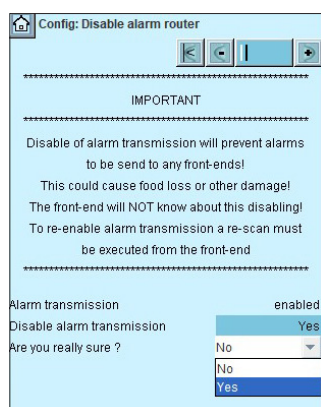 Config: Disable alarm router
****************************************************************
IMPORTANT
****************************************************************
Disable of alarm transmission will prevent alarms
to be send to any front-ends!
This could cause food loss or other damage!
The front-end will NOT know about this disabling!
To re-enable alarm transmission a re-scan must
be executed from the front-end
****************************************************************
Alarm transmission enabled
Disable alarm transmission Yes
Are you really sure ? No
No
Yes